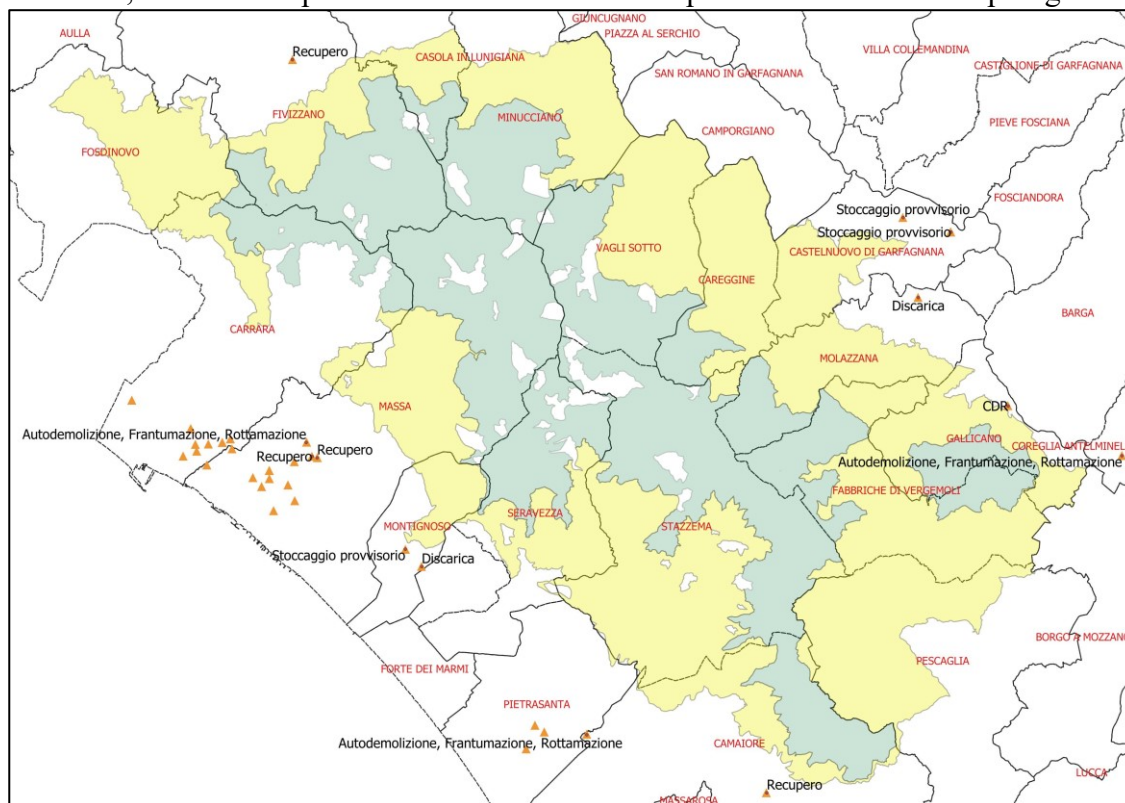 GIUNCUGNANO
AULLA
PIAZZA AL SERCHIO
Recupero
CASOLA IN LUNIGIANA
VILLA COLLEMANDINA
CASTIGLIONE DI GARFAGNANA
SAN ROMANO IN GARFAGNANA
FIVIZZANO
MINUCCIANO
PIEVE FOSCIANA
CAMPORGIANO
FOSDINOVO
FOSCIANDORA
Stoccaggio provvisorio
Stoccaggio provvisorio
VAGLI SOTTO
CASTELNUOVO DI GARFAGNANA
CAREGGINE
Discarica
BARGA
CARRARA
MOLAZZANA
MASSA
CDR
Autodemolizione, Frantumazione, Rottamazione
GALLICANO
COREGLIA ANTELMINEL
Recupero
Recupero
Autodemolizione, Frantumazione, Rottamazione
FABBRICHE DI VERGEMOLI
SERAVEZZA
MONTIGNOSO
STAZZEMA
Stoccaggio provvisorio
Discarica
BORGO A MOZZANO
FORTE DEI MARMI
PESCAGLIA
PIETRASANTA
Autodemolizione, Frantumazione, Rottamazione
CAMAIORE
LUCCA
Recupero
MASSAROSA